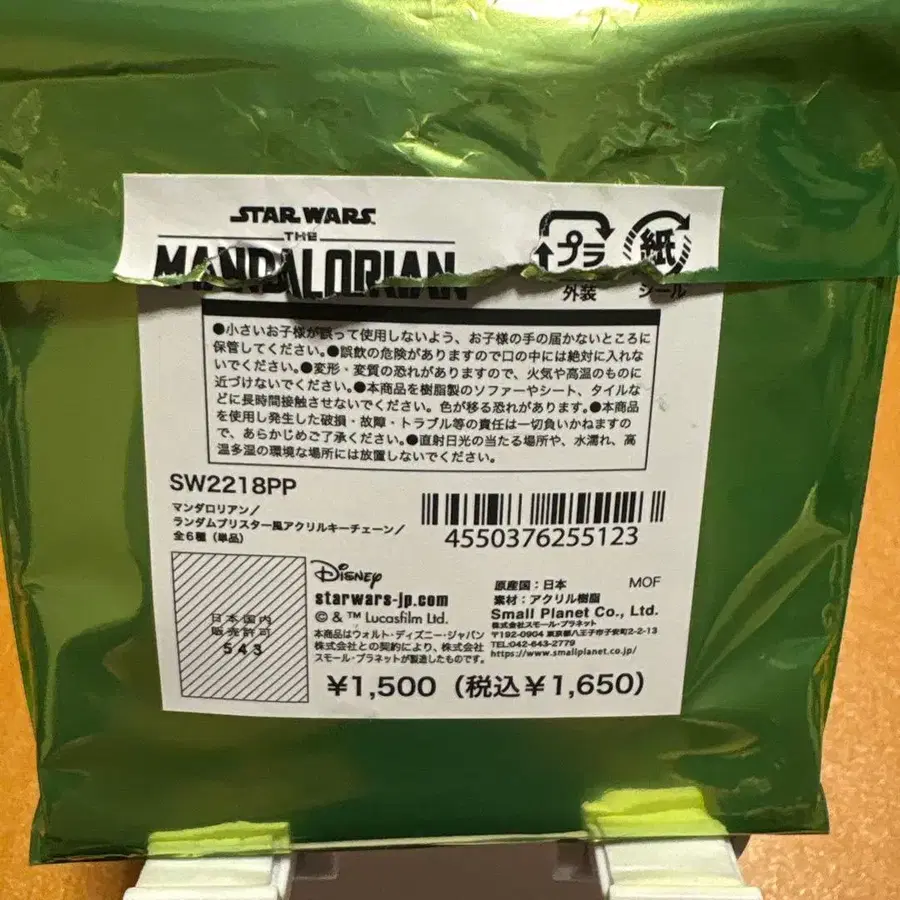 STAR WARS
THE
MANDALORIAN
プラ
外装
紙
シール
●小さいお子様が誤って使用しないよう、お子様の手の届かないところに
保管してください。●誤飲の危険がありますので口の中には絶対に入れな
いでください。●変形・変質の恐れがありますので、火気や高温のものに
近づけないでください。●本商品を樹脂製のソファーやシート、タイルな
どに長時間接触させないでください。色が移る恐れがあります。●本商品
を使用し発生した破損・故障・トラブル等の責任は一切負いかねますの
で、あらかじめご了承ください。●直射日光の当たる場所や、水濡れ、高
温多湿の環境な場所には放置しないでください。
SW2218PP
マンダロリアン/
ランダムブリスター風アクリルキーチェーン/
全6種（単品）
4550376255123
日本国内
販売許可
543
Disney
starwars-jp.com
© & ™ Lucasfilm Ltd.
本商品はウォルト・ディズニー・ジャパン
株式会社との契約により、株式会社
スモール・プラネットが製造したものです。
原産国：日本 MOF
素材：アクリル樹脂
Small Planet Co., Ltd.
株式会社スモール・プラネット
〒192-0904 東京都八王子市子安町2-2-13
TEL:042-643-2779
https://www.smallplanet.co.jp/
¥1,500（税込¥1,650）